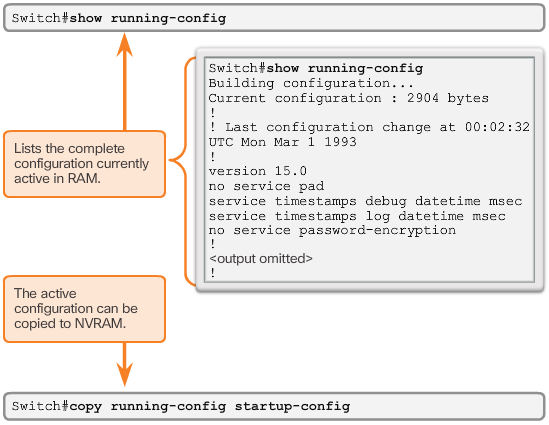 Switch#show running-config
Switch#show running-config
Building configuration...
Current configuration : 2904 bytes
!
! Last configuration change at 00:02:32
UTC Mon Mar 1 1993
!
version 15.0
no service pad
service timestamps debug datetime msec
service timestamps log datetime msec
no service password-encryption
!
<output omitted>
!
Lists the complete
configuration currently
active in RAM.
The active
configuration can be
copied to NVRAM.
Switch#copy running-config startup-config